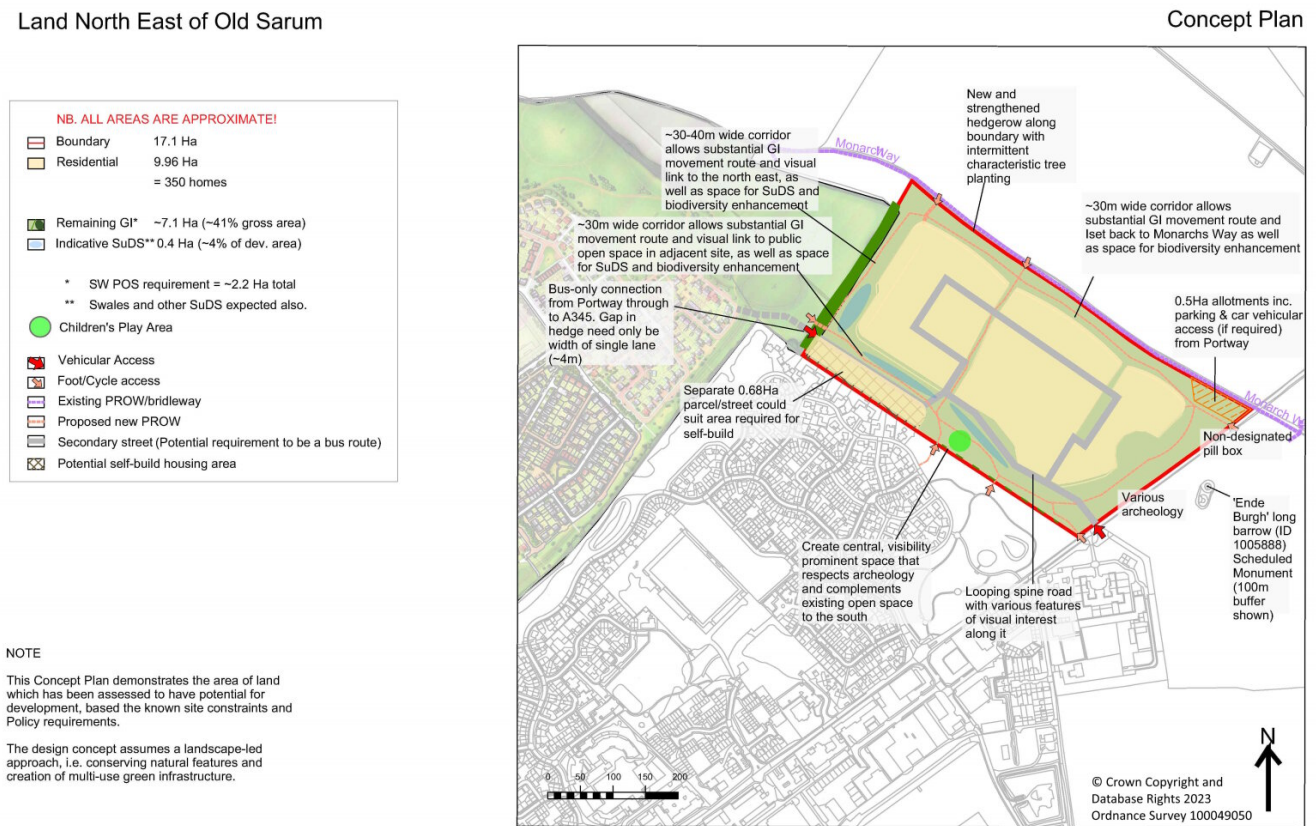 Land North East of Old Sarum
Concept Plan
NB. ALL AREAS ARE APPROXIMATE!
Boundary 17.1 Ha
Residential 9.96 Ha
= 350 homes
Remaining GI* ~7.1 Ha (~41% gross area)
Indicative SuDS** 0.4 Ha (~4% of dev. area)
* SW POS requirement = ~2.2 Ha total
** Swales and other SuDS expected also.
Children's Play Area
Vehicular Access
Foot/Cycle access
Existing PROW/bridleway
Proposed new PROW
Secondary street (Potential requirement to be a bus route)
Potential self-build housing area
NOTE
This Concept Plan demonstrates the area of land
which has been assessed to have potential for
development, based the known site constraints and
Policy requirements.
The design concept assumes a landscape-led
approach, i.e. conserving natural features and
creation of multi-use green infrastructure.
New and
strengthened
hedgerow along
boundary with
intermittent
characteristic tree
planting
~30-40m wide corridor
allows substantial GI
movement route and visual
link to the north east, as
well as space for SuDS and
biodiversity enhancement
MonarchWay
~30m wide corridor allows
substantial GI movement route and
lset back to Monarchs Way as well
as space for biodiversity enhancement
~30m wide corridor allows substantial GI
movement route and visual link to public
open space in adjacent site, as well as space
for SuDS and biodiversity enhancement
Bus-only connection
from Portway through
to A345. Gap in
hedge need only be
width of single lane
(~4m)
0.5Ha allotments inc.
parking & car vehicular
access (if required)
from Portway
Separate 0.68Ha
parcel/street could
suit area required for
self-build
Monarch W
Non-designated
pill box
Various
archeology
'Ende
Burgh' long
barrow (ID
1005888)
Scheduled
Monument
(100m
buffer
shown)
Create central, visibility
prominent space that
respects archeology
and complements
existing open space
to the south
Looping spine road
with various features
of visual interest
along it
0 50 100 150 200
N
© Crown Copyright and
Database Rights 2023
Ordnance Survey 100049050